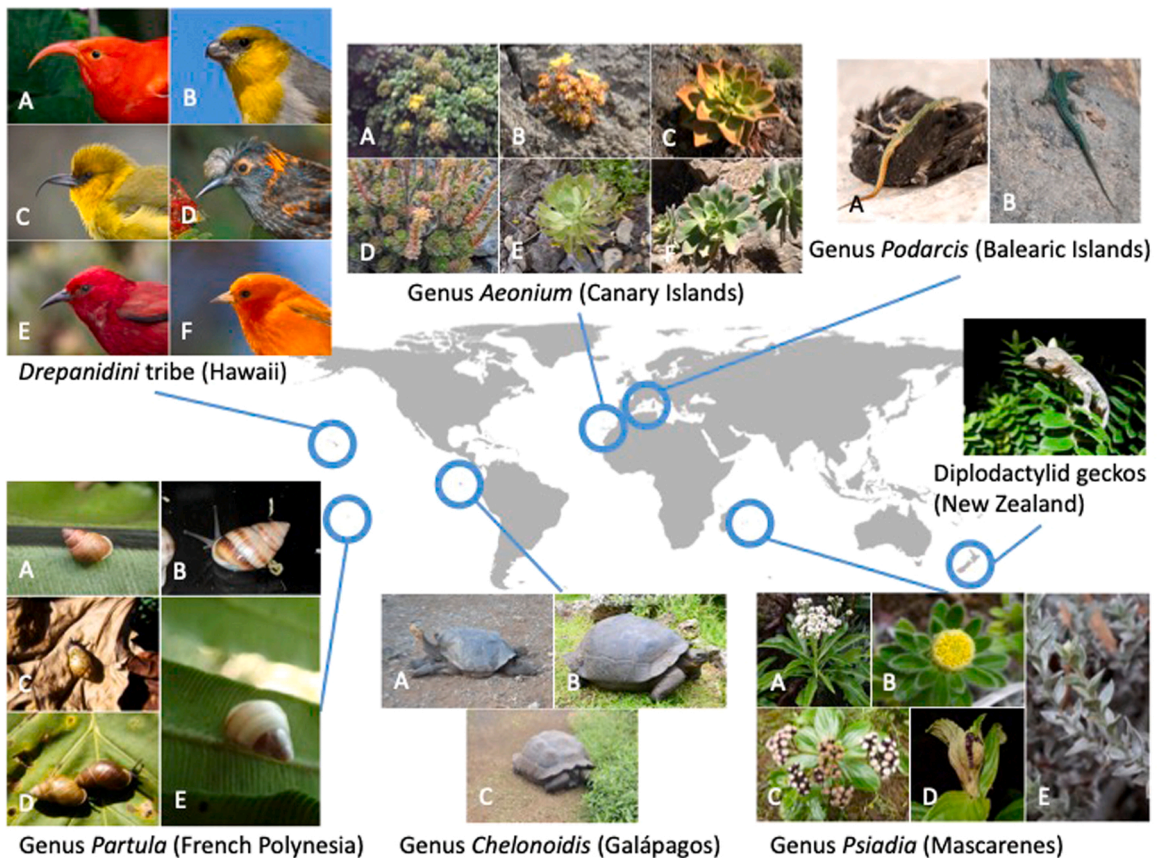 A
B
C
D
E
F
Drepanidini tribe (Hawaii)
A
B
C
D
E
F
Genus Aeonium (Canary Islands)
A
B
Genus Podarcis (Balearic Islands)
Diplodactylid geckos
(New Zealand)
A
B
C
D
E
Genus Partula (French Polynesia)
A
B
C
Genus Chelonoidis (Galápagos)
A
B
C
D
E
Genus Psiadia (Mascarenes)